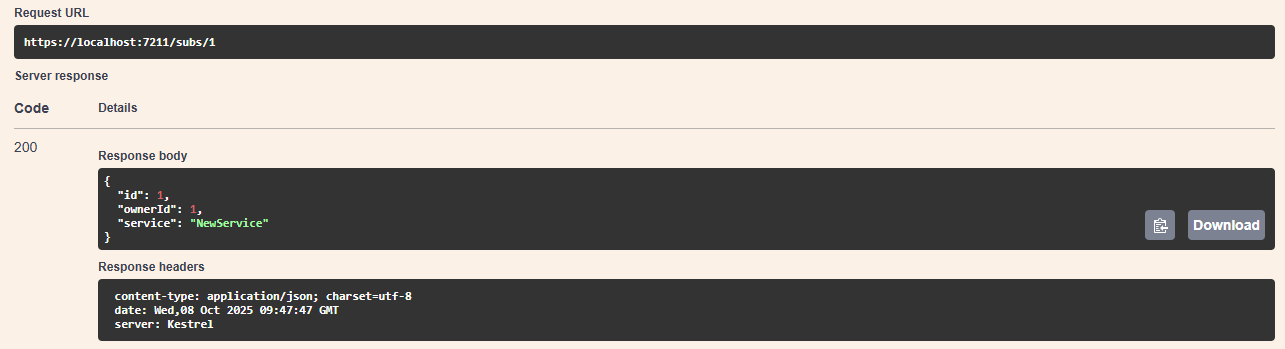 Request URL
https://localhost:7211/subs/1
Server response
Code Details
200
Response body
{
  "id": 1,
  "ownerId": 1,
  "service": "NewService"
}
Download
Response headers
content-type: application/json; charset=utf-8
date: Wed,08 Oct 2025 09:47:47 GMT
server: Kestrel